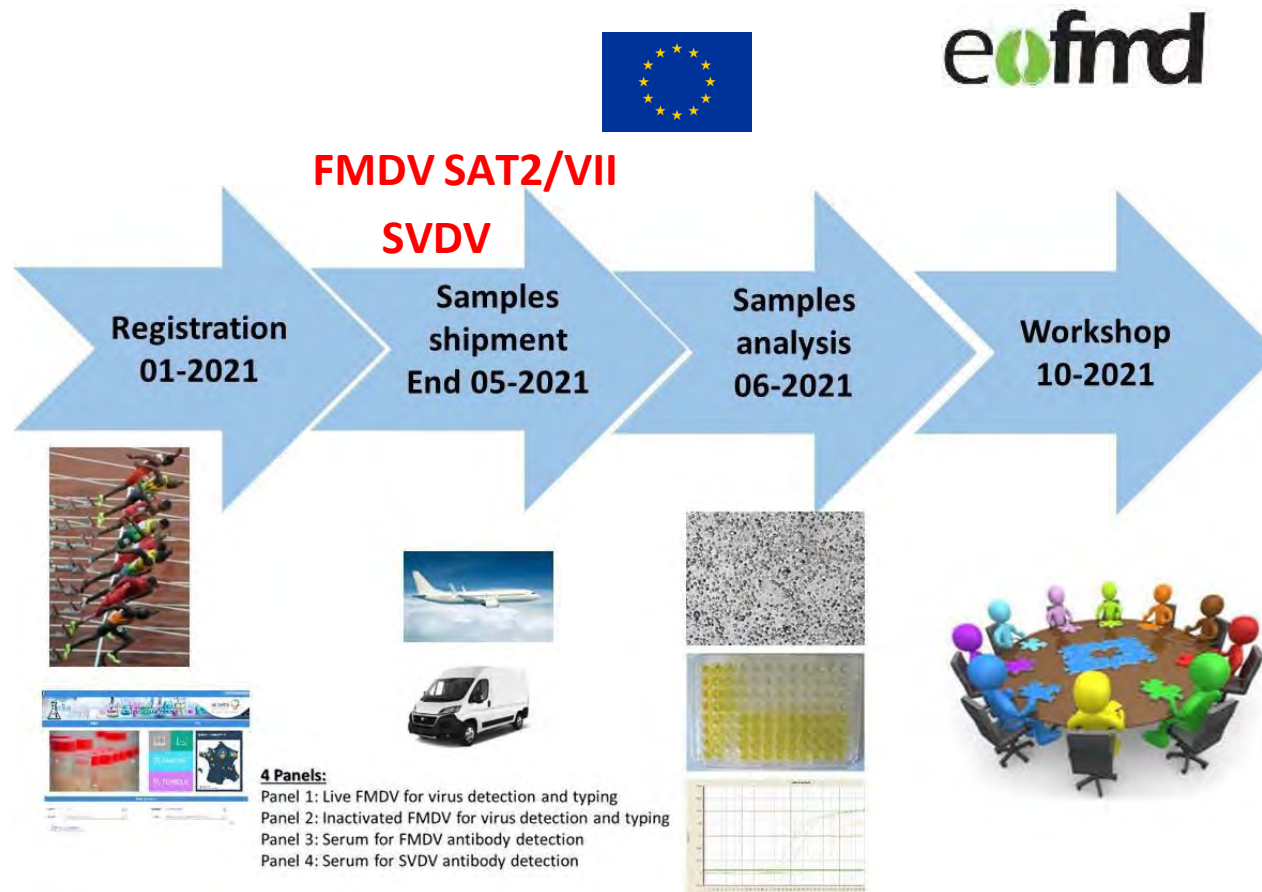 eofmd
FMDV SAT2/VII
SVDV
Registration
01-2021
Samples
shipment
End 05-2021
Samples
analysis
06-2021
Workshop
10-2021
4 Panels:
Panel 1: Live FMDV for virus detection and typing
Panel 2: Inactivated FMDV for virus detection and typing
Panel 3: Serum for FMDV antibody detection
Panel 4: Serum for SVDV antibody detection